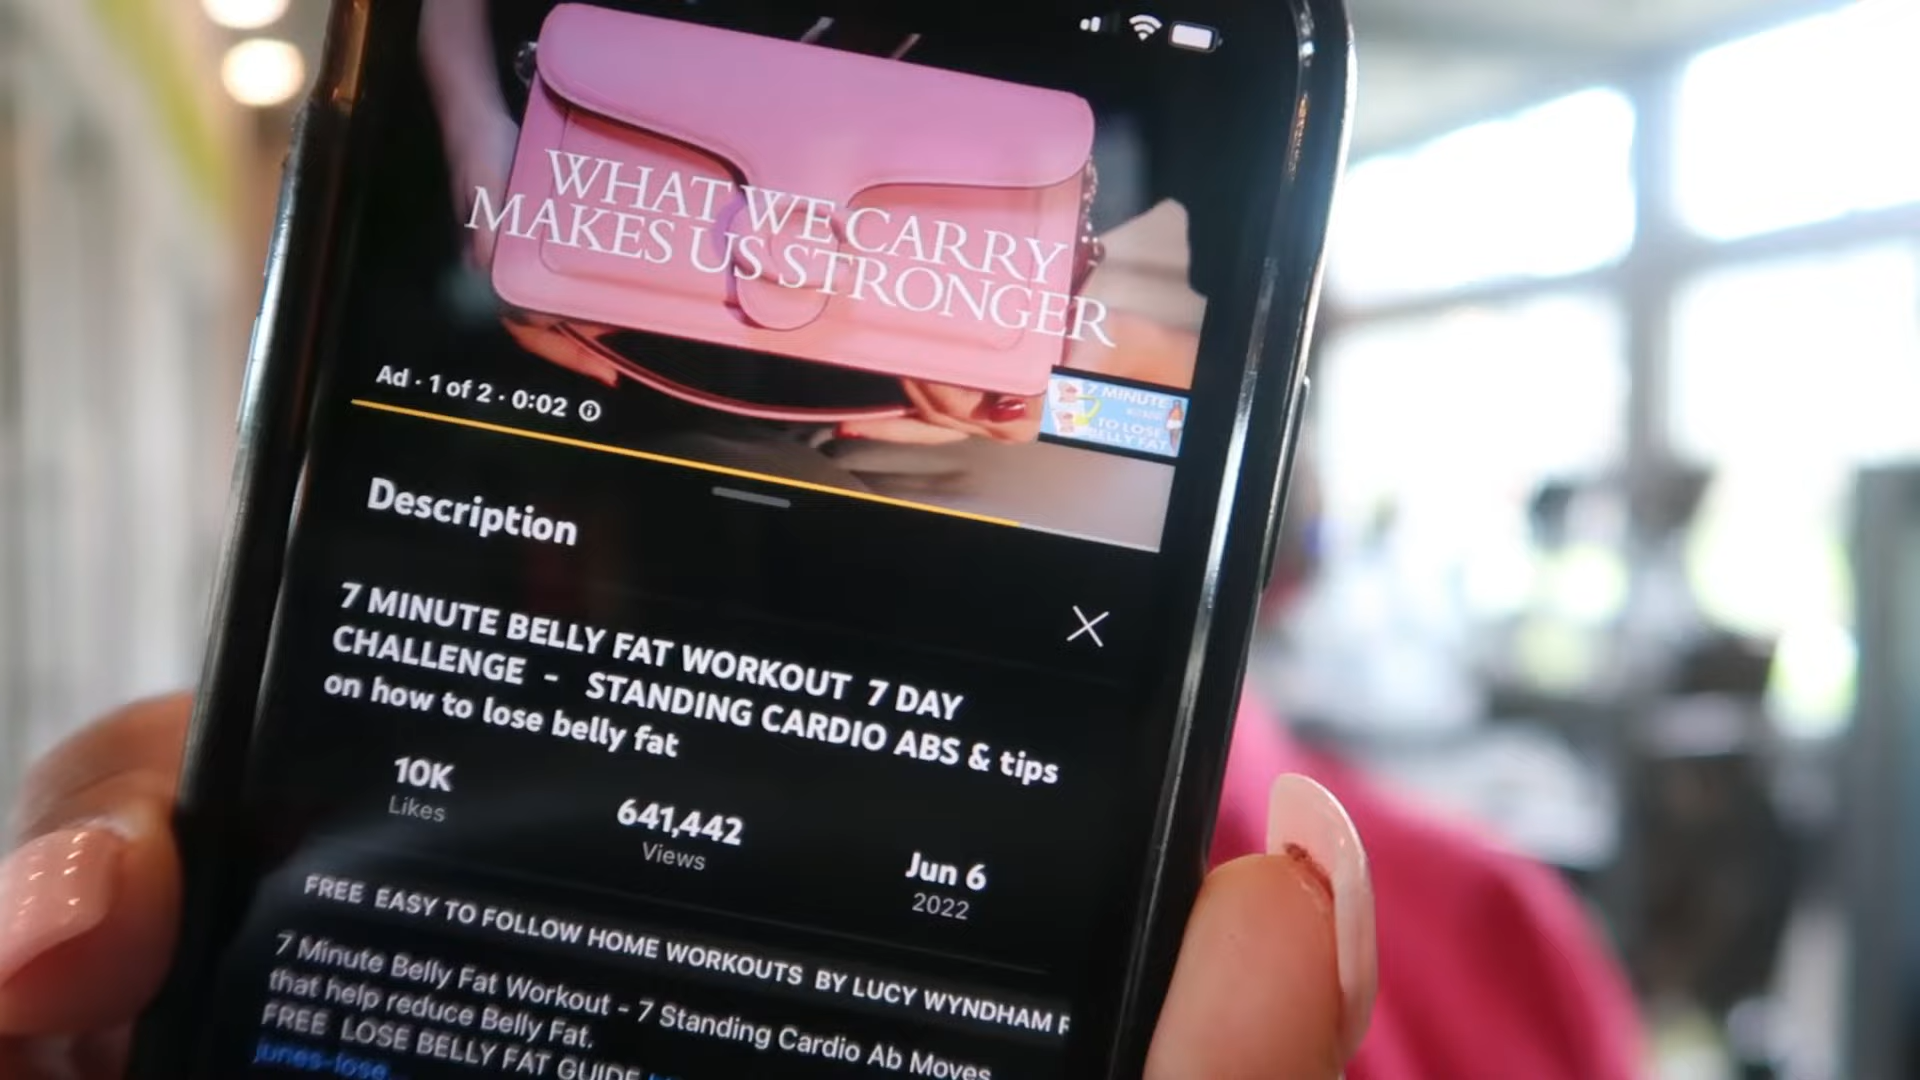 WHAT WE CARRY
MAKES US STRONGER
Ad · 1 of 2 · 0:02
7 MINUTE
TO LOSE
BELLY FAT
Description
7 MINUTE BELLY FAT WORKOUT 7 DAY
CHALLENGE - STANDING CARDIO ABS & tips
on how to lose belly fat
10K
Likes
641,442
Views
Jun 6
2022
FREE EASY TO FOLLOW HOME WORKOUTS BY LUCY WYNDHAM
7 Minute Belly Fat Workout - 7 Standing Cardio Ab Moves
that help reduce Belly Fat.
FREE LOSE BELLY FAT GUIDE
junes-lose